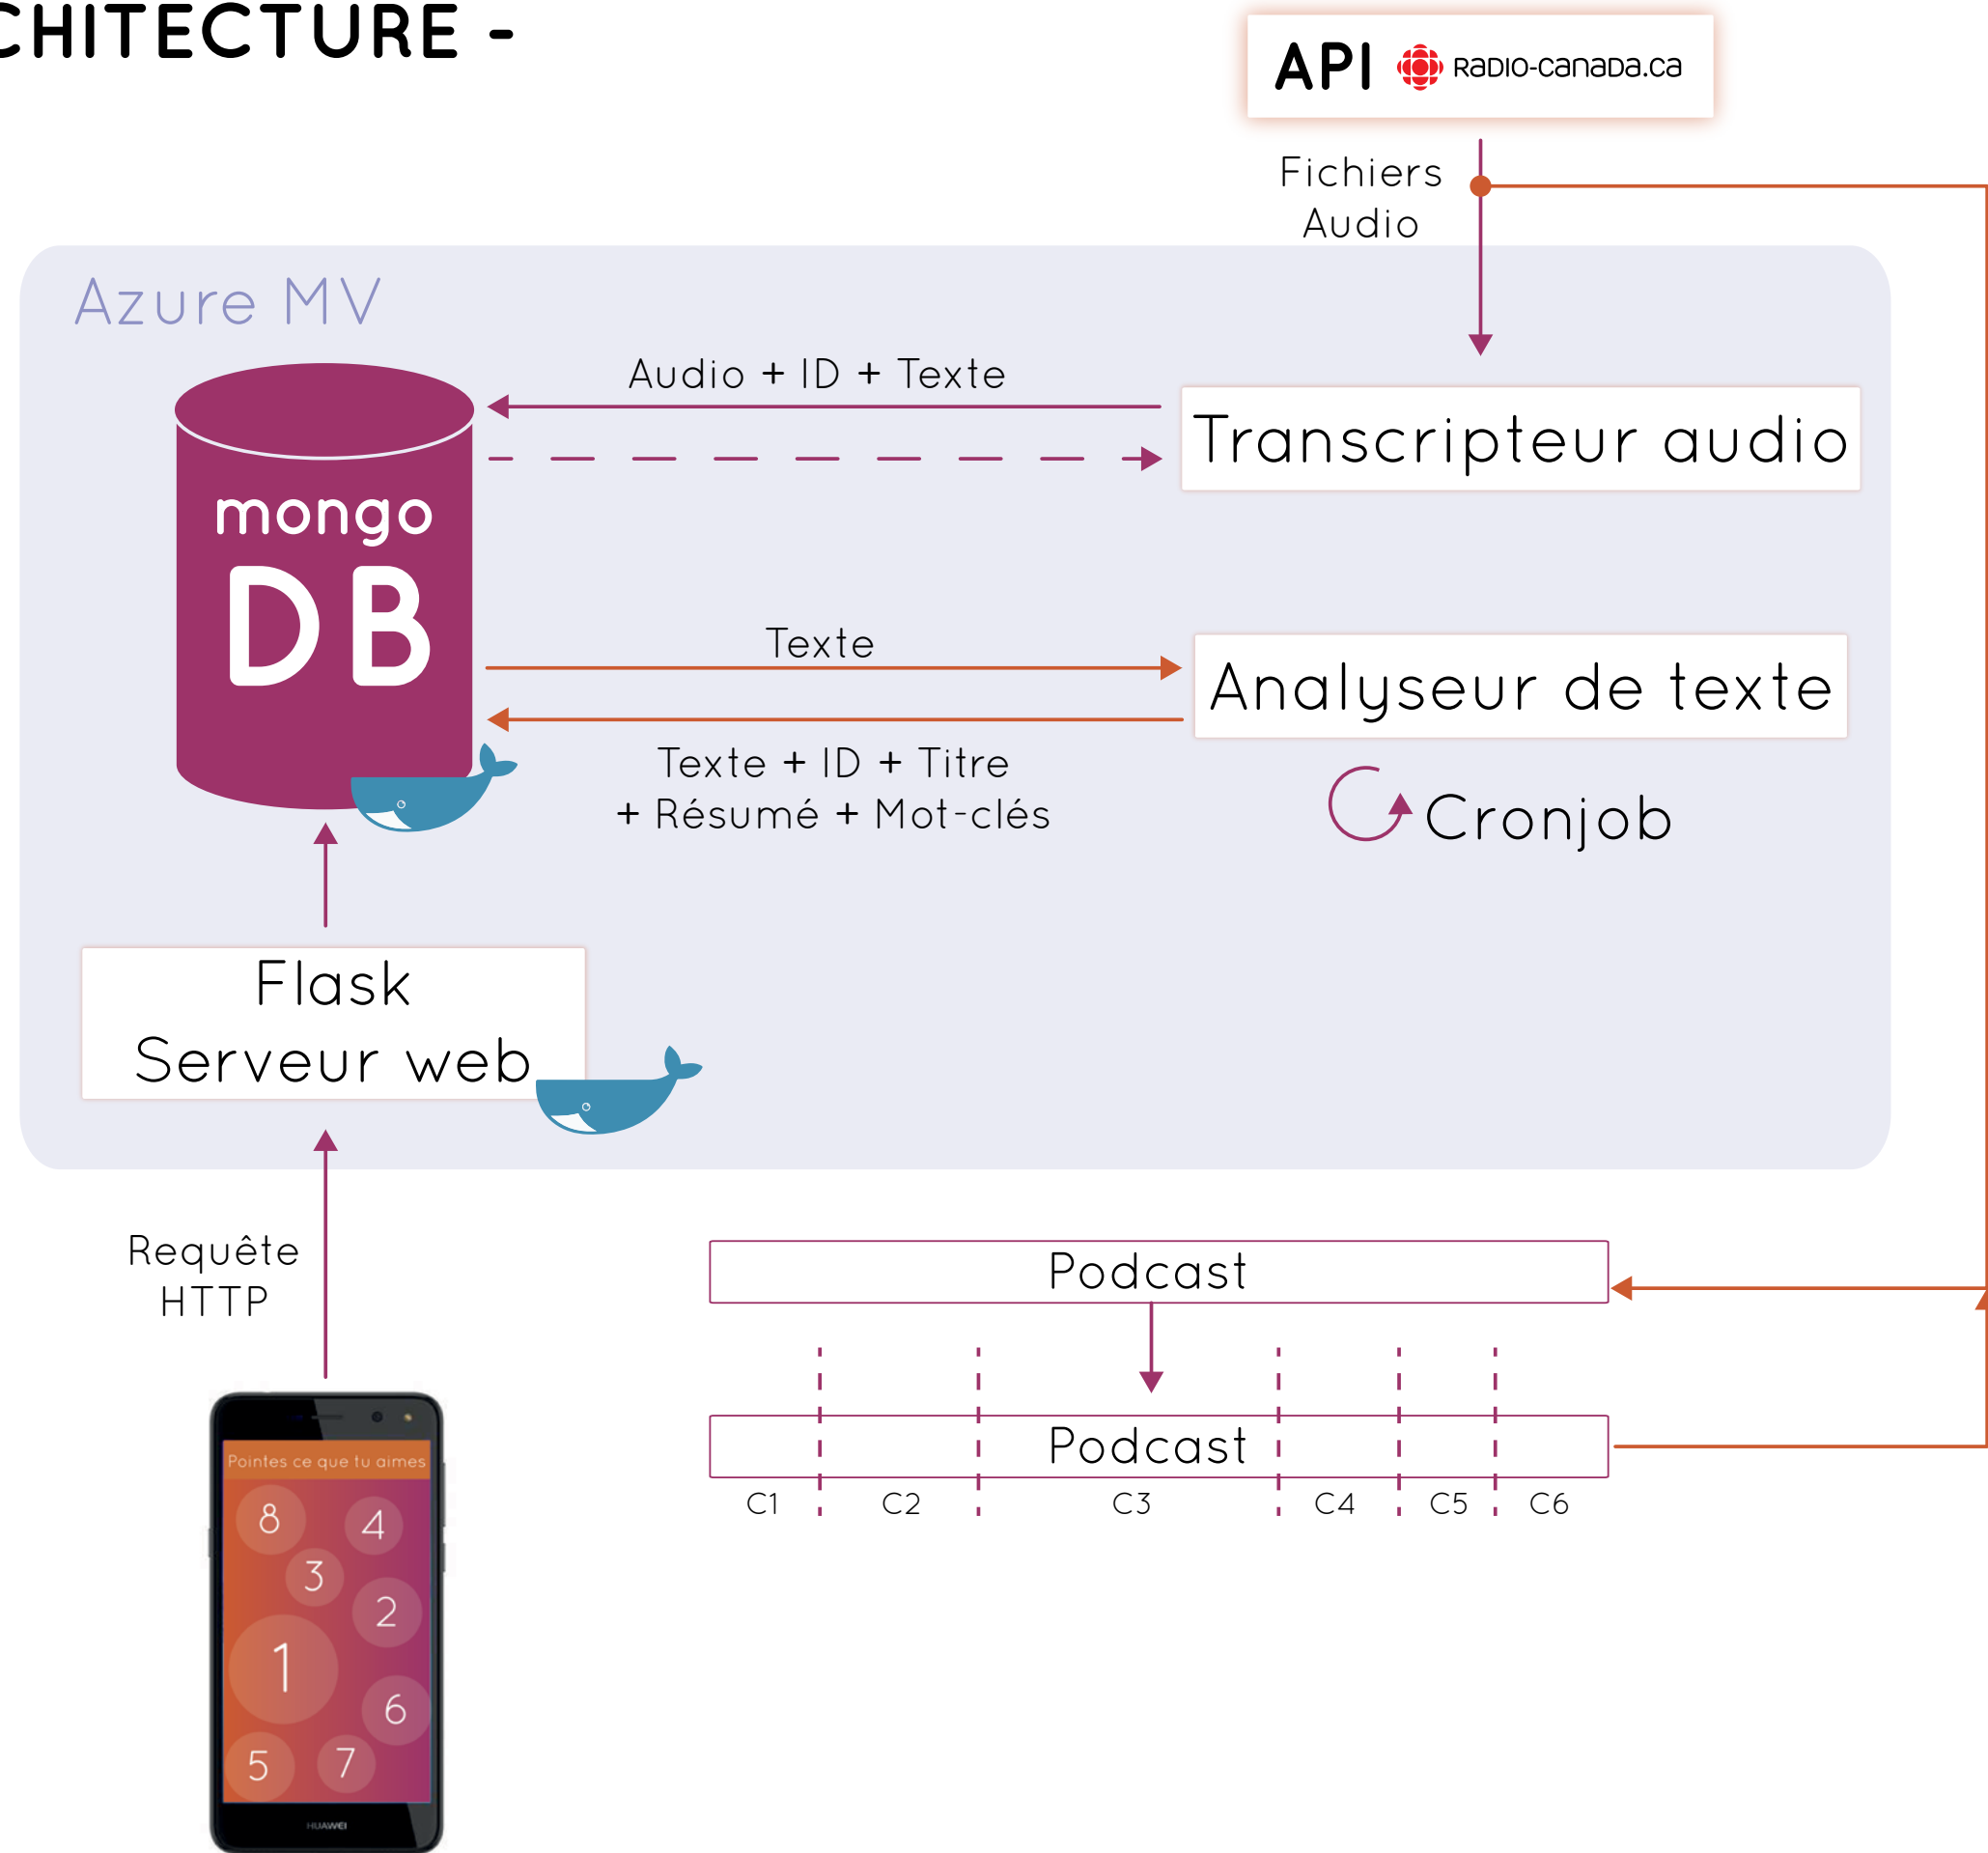 CHITECTURE -
API RADIO-CANADA.CA
Fichiers
Audio
Azure MV
Audio + ID + Texte
Transcripteur audio
mongo
DB
Texte
Analyseur de texte
Texte + ID + Titre
+ Résumé + Mot-clés
Cronjob
Flask
Serveur web
Requête
HTTP
Podcast
Podcast
C1 C2 C3 C4 C5 C6
Pointes ce que tu aimes
8
4
3
2
1
6
5
7
HUAWEI